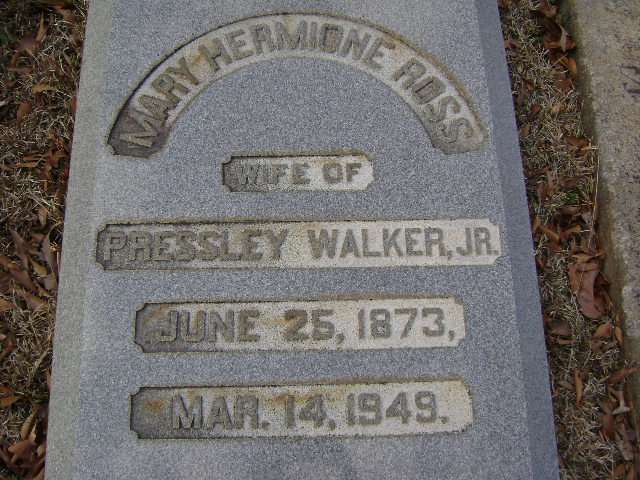 MARY HERMIONE ROSS
WIFE OF
PRESSLEY WALKER, JR.
JUNE 25, 1873,
MAR. 14, 1949.